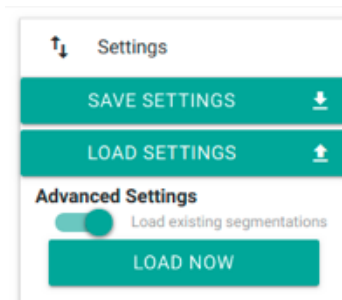 Settings
SAVE SETTINGS
LOAD SETTINGS
Advanced Settings
Load existing segmentations
LOAD NOW